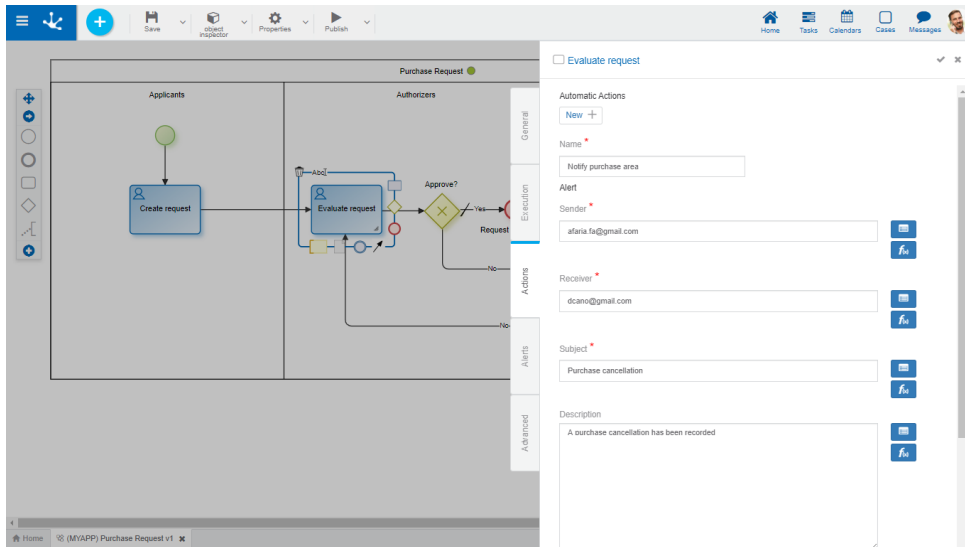 Save
object inspector
Properties
Publish
Home
Tasks
Calendars
Cases
Messages
Purchase Request
Applicants
Authorizers
Create request
Evaluate request
Approve?
Yes
Request
No
No
General
Execution
Actions
Alerts
Advanced
Evaluate request
Automatic Actions
New +
Name *
Notify purchase area
Alert
Sender *
afaria.fa@gmail.com
f(x)
Receiver *
dcano@gmail.com
f(x)
Subject *
Purchase cancellation
f(x)
Description
A purchase cancellation has been recorded
f(x)
Home
(MYAPP) Purchase Request v1